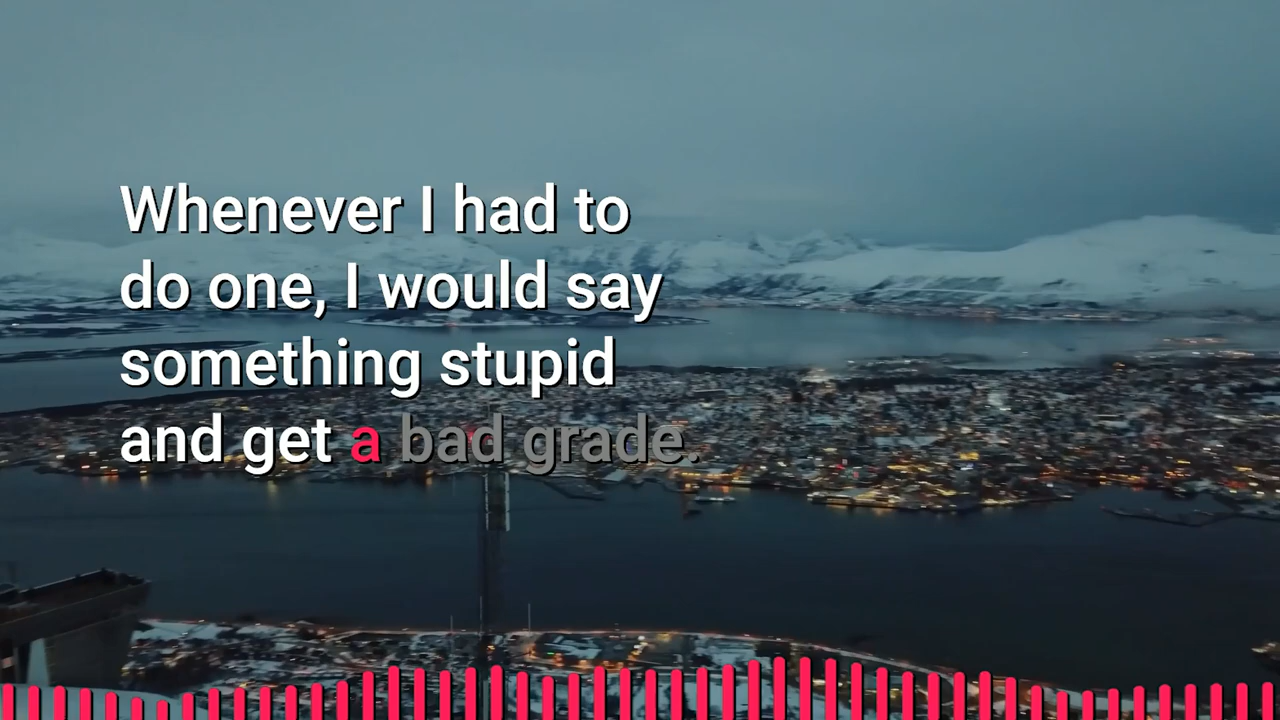 Whenever I had to
do one, I would say
something stupid
and get a bad grade.